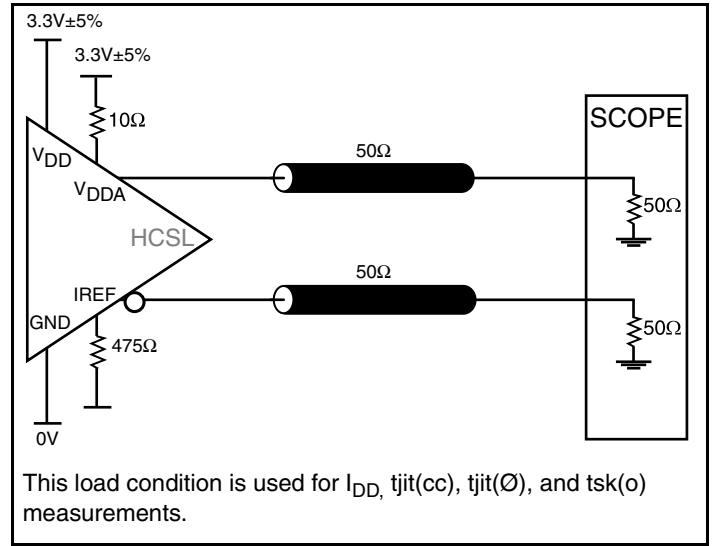 3.3V±5%
3.3V±5%
10Ω
SCOPE
50Ω
VDD
VDDA
50Ω
HCSL
50Ω
IREF
GND
50Ω
475Ω
0V
This load condition is used for IDD, tjit(cc), tjit(Ø), and tsk(o)
measurements.